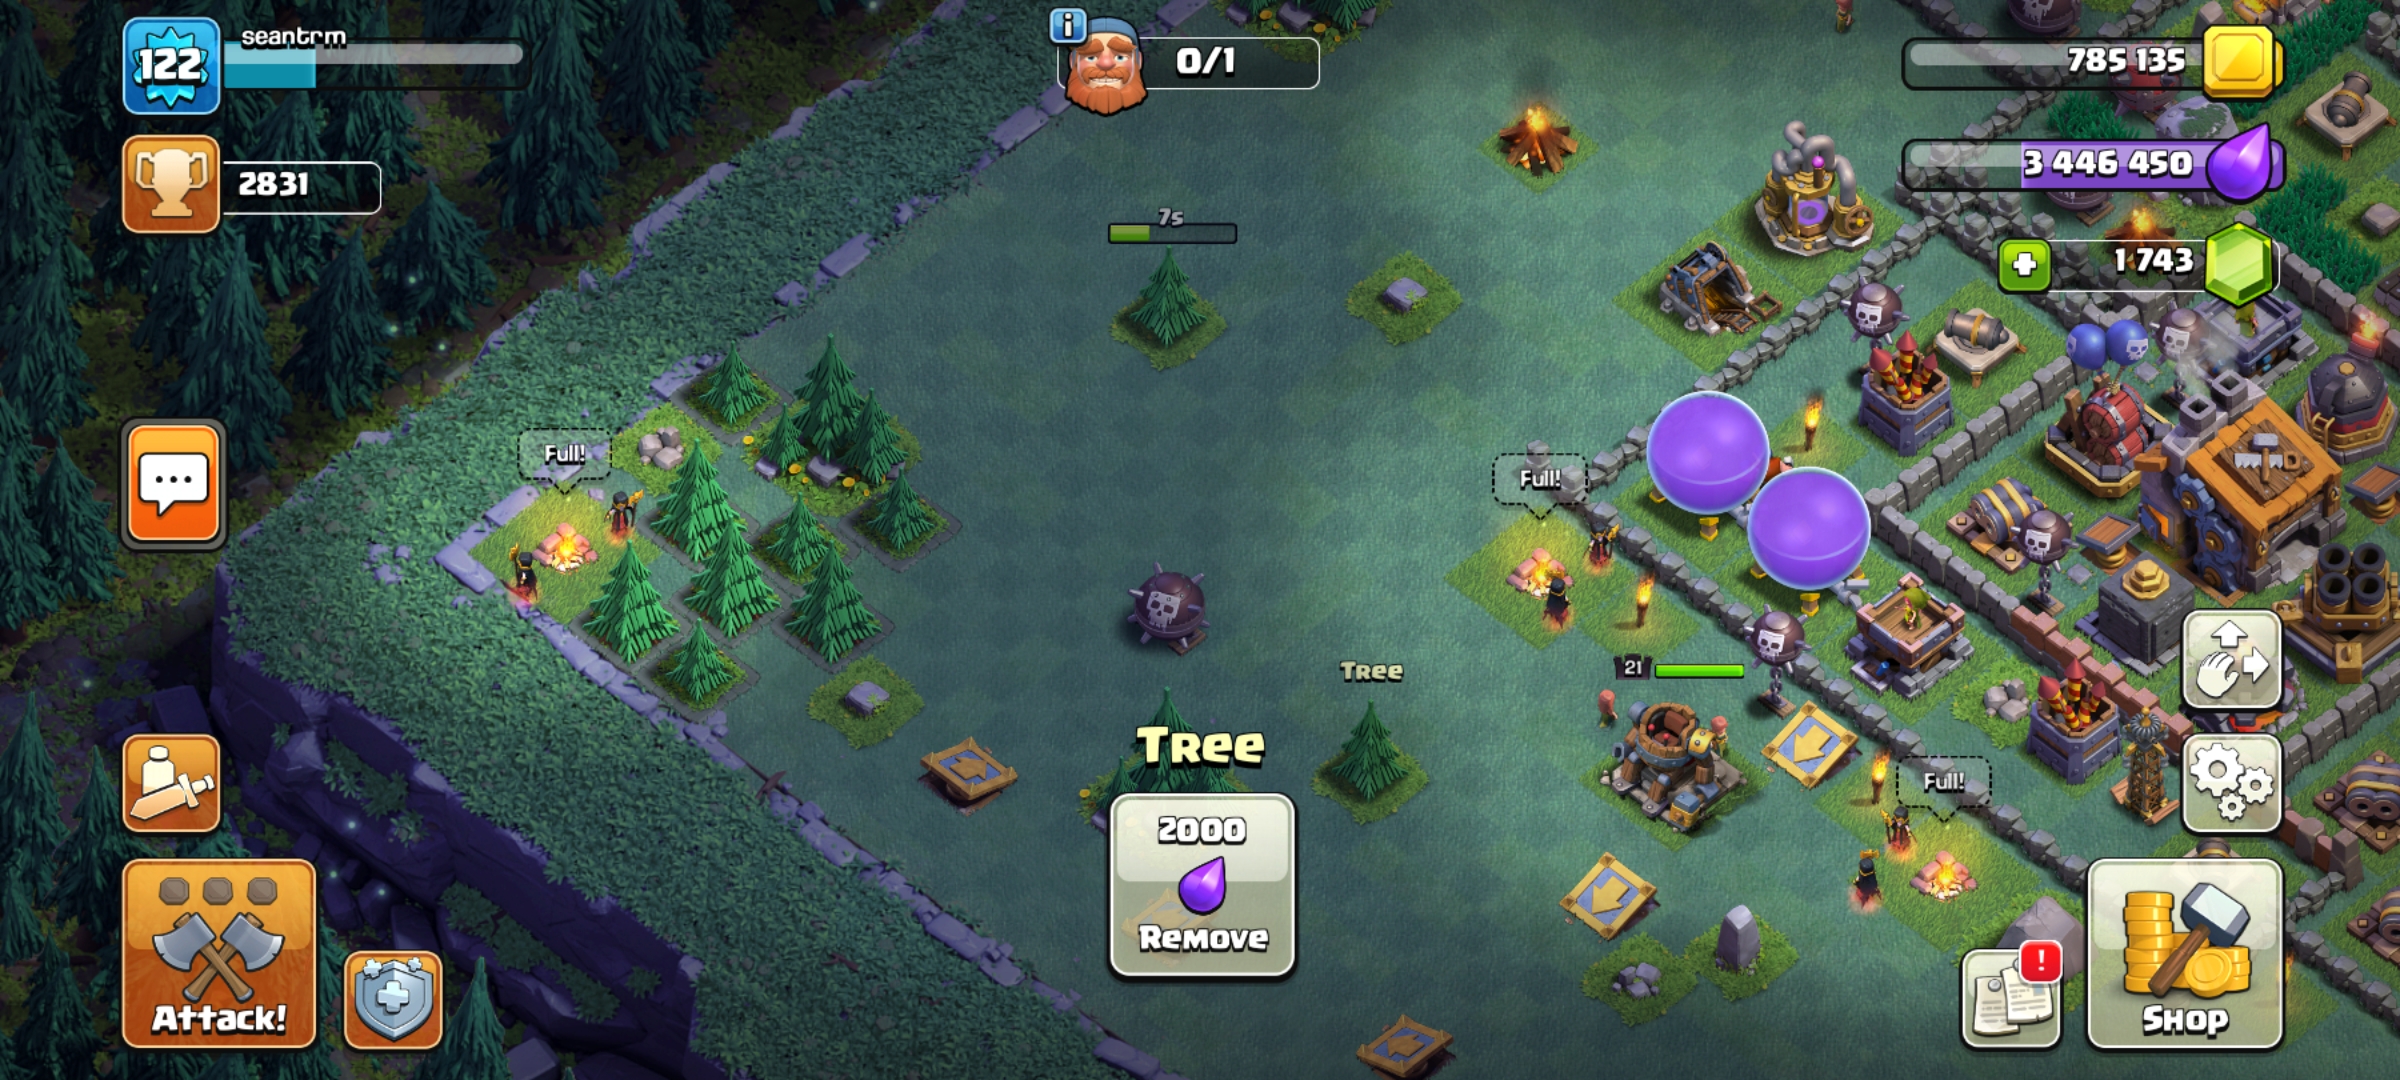 122
seantrm
i
0/1
785 135
2831
3 446 450
7s
1 743
Full!
Full!
21
Tree
Tree
Full!
2000
Remove
Attack!
!
Shop